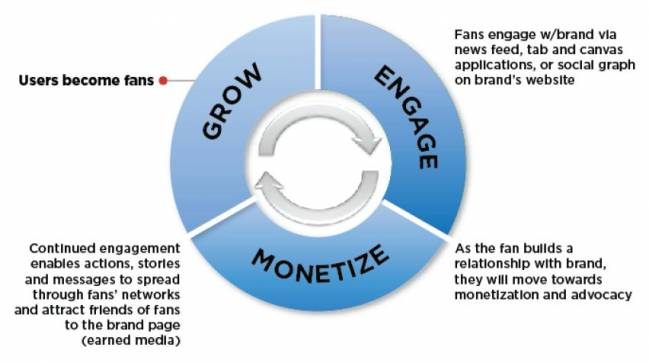 Users become fans
GROW
ENGAGE
MONETIZE
Fans engage w/brand via
news feed, tab and canvas
applications, or social graph
on brand's website
As the fan builds a
relationship with brand,
they will move towards
monetization and advocacy
Continued engagement
enables actions, stories
and messages to spread
through fans' networks
and attract friends of fans
to the brand page
(earned media)